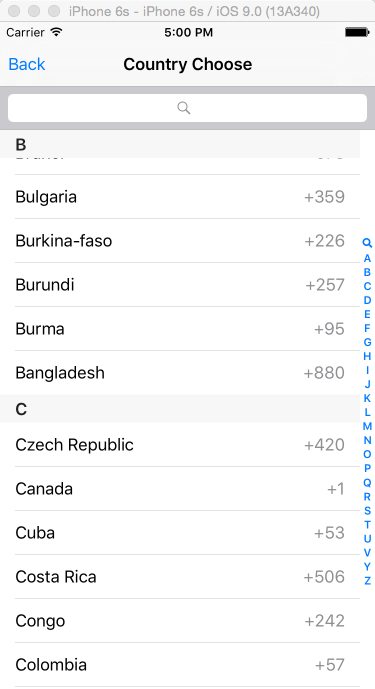 iPhone 6s - iPhone 6s / iOS 9.0 (13A340)
Carrier 5:00 PM
Back Country Choose
B
Bulgaria +359
Burkina-faso +226
Burundi +257
Burma +95
Bangladesh +880
C
Czech Republic +420
Canada +1
Cuba +53
Costa Rica +506
Congo +242
Colombia +57
A
B
C
D
E
F
G
H
I
J
K
L
M
N
O
P
Q
R
S
T
U
V
Y
Z